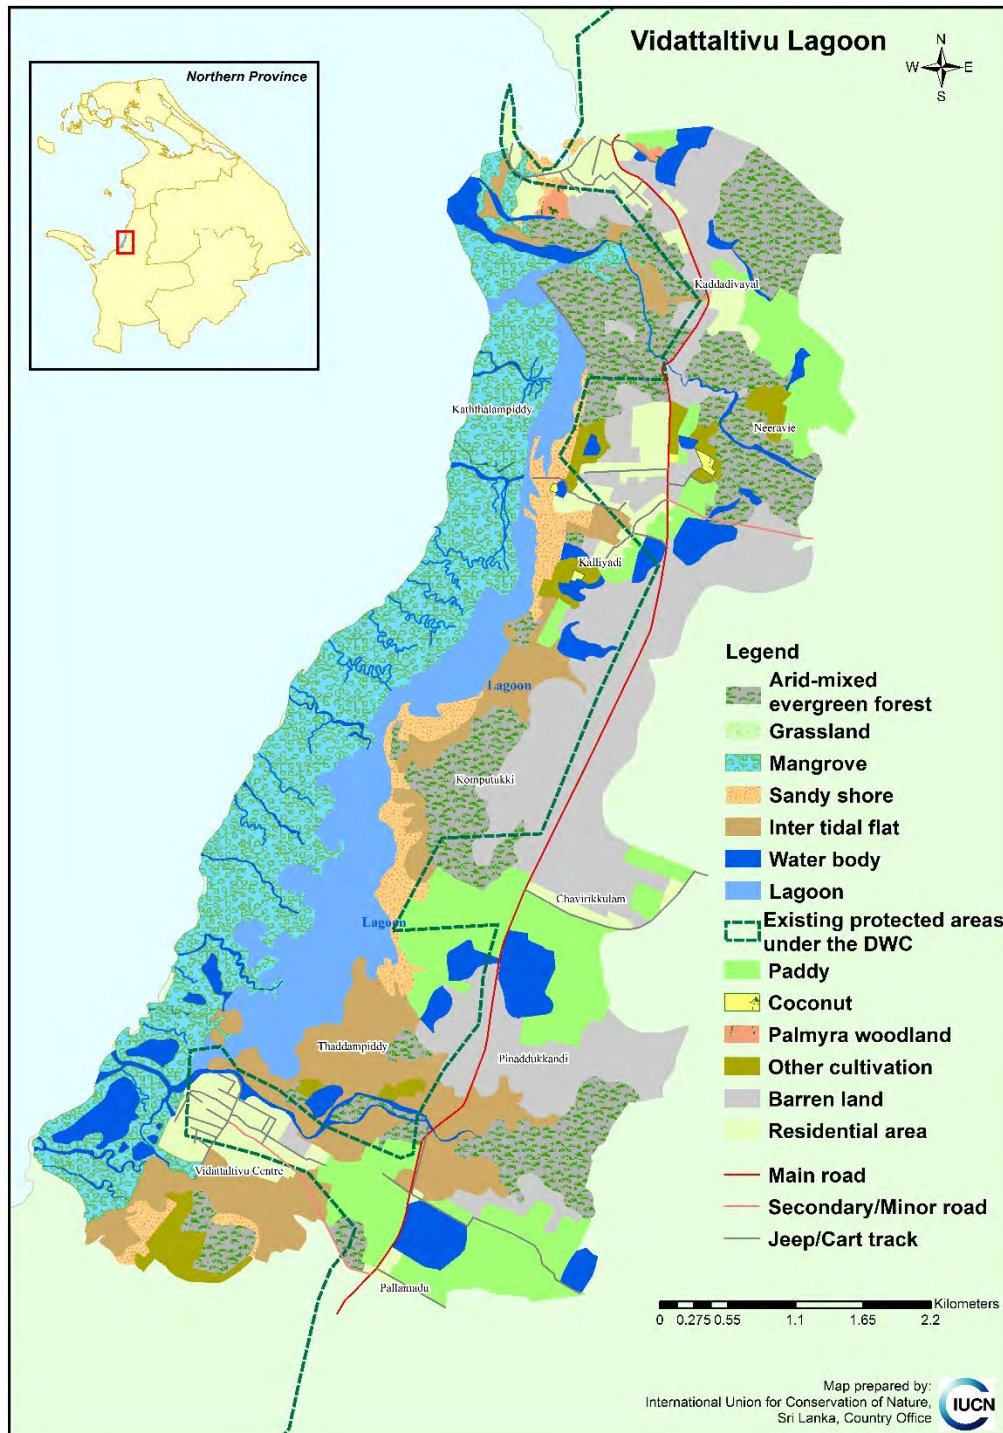 Vidattaltivu Lagoon
N
W E
S
Northern Province
Kaddadivayal
Kaththalampiddy
Neeravie
Kalliyadi
Lagoon
Komputukki
Chavirikkulam
Lagoon
Thaddampiddy
Pinaddukkandi
Vidattaltivu Centre
Pallamadu
Legend
Arid-mixed
evergreen forest
Grassland
Mangrove
Sandy shore
Inter tidal flat
Water body
Lagoon
Existing protected areas
under the DWC
Paddy
Coconut
Palmyra woodland
Other cultivation
Barren land
Residential area
Main road
Secondary/Minor road
Jeep/Cart track
Kilometers
0 0.275 0.55 1.1 1.65 2.2
Map prepared by:
International Union for Conservation of Nature,
Sri Lanka, Country Office
IUCN